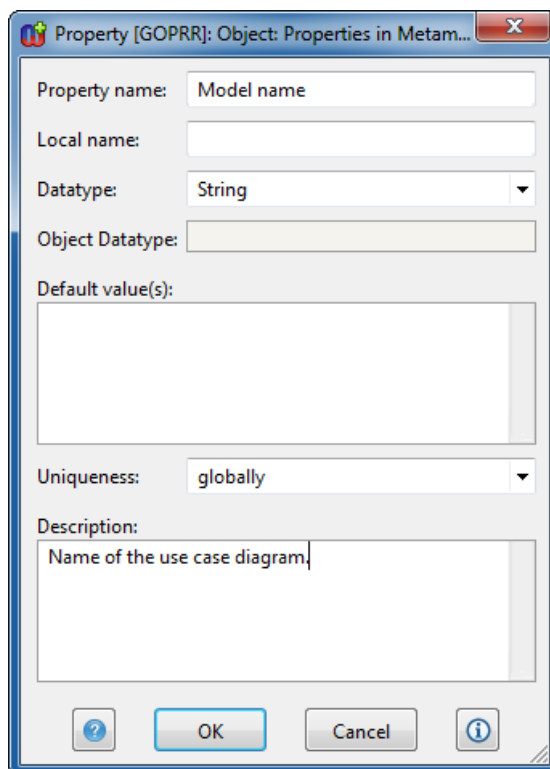 Property [GOPRR]: Object: Properties in Metam...
Property name: Model name
Local name:
Datatype: String
Object Datatype:
Default value(s):
Uniqueness: globally
Description:
Name of the use case diagram.
OK Cancel